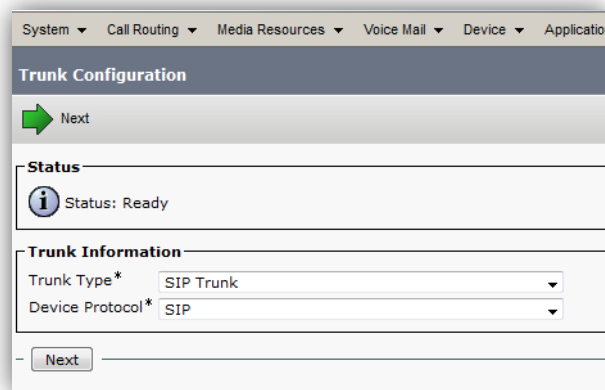 System Call Routing Media Resources Voice Mail Device
Trunk Configuration
Next
Status
Status: Ready
Trunk Information
Trunk Type* SIP Trunk
Device Protocol* SIP
Next